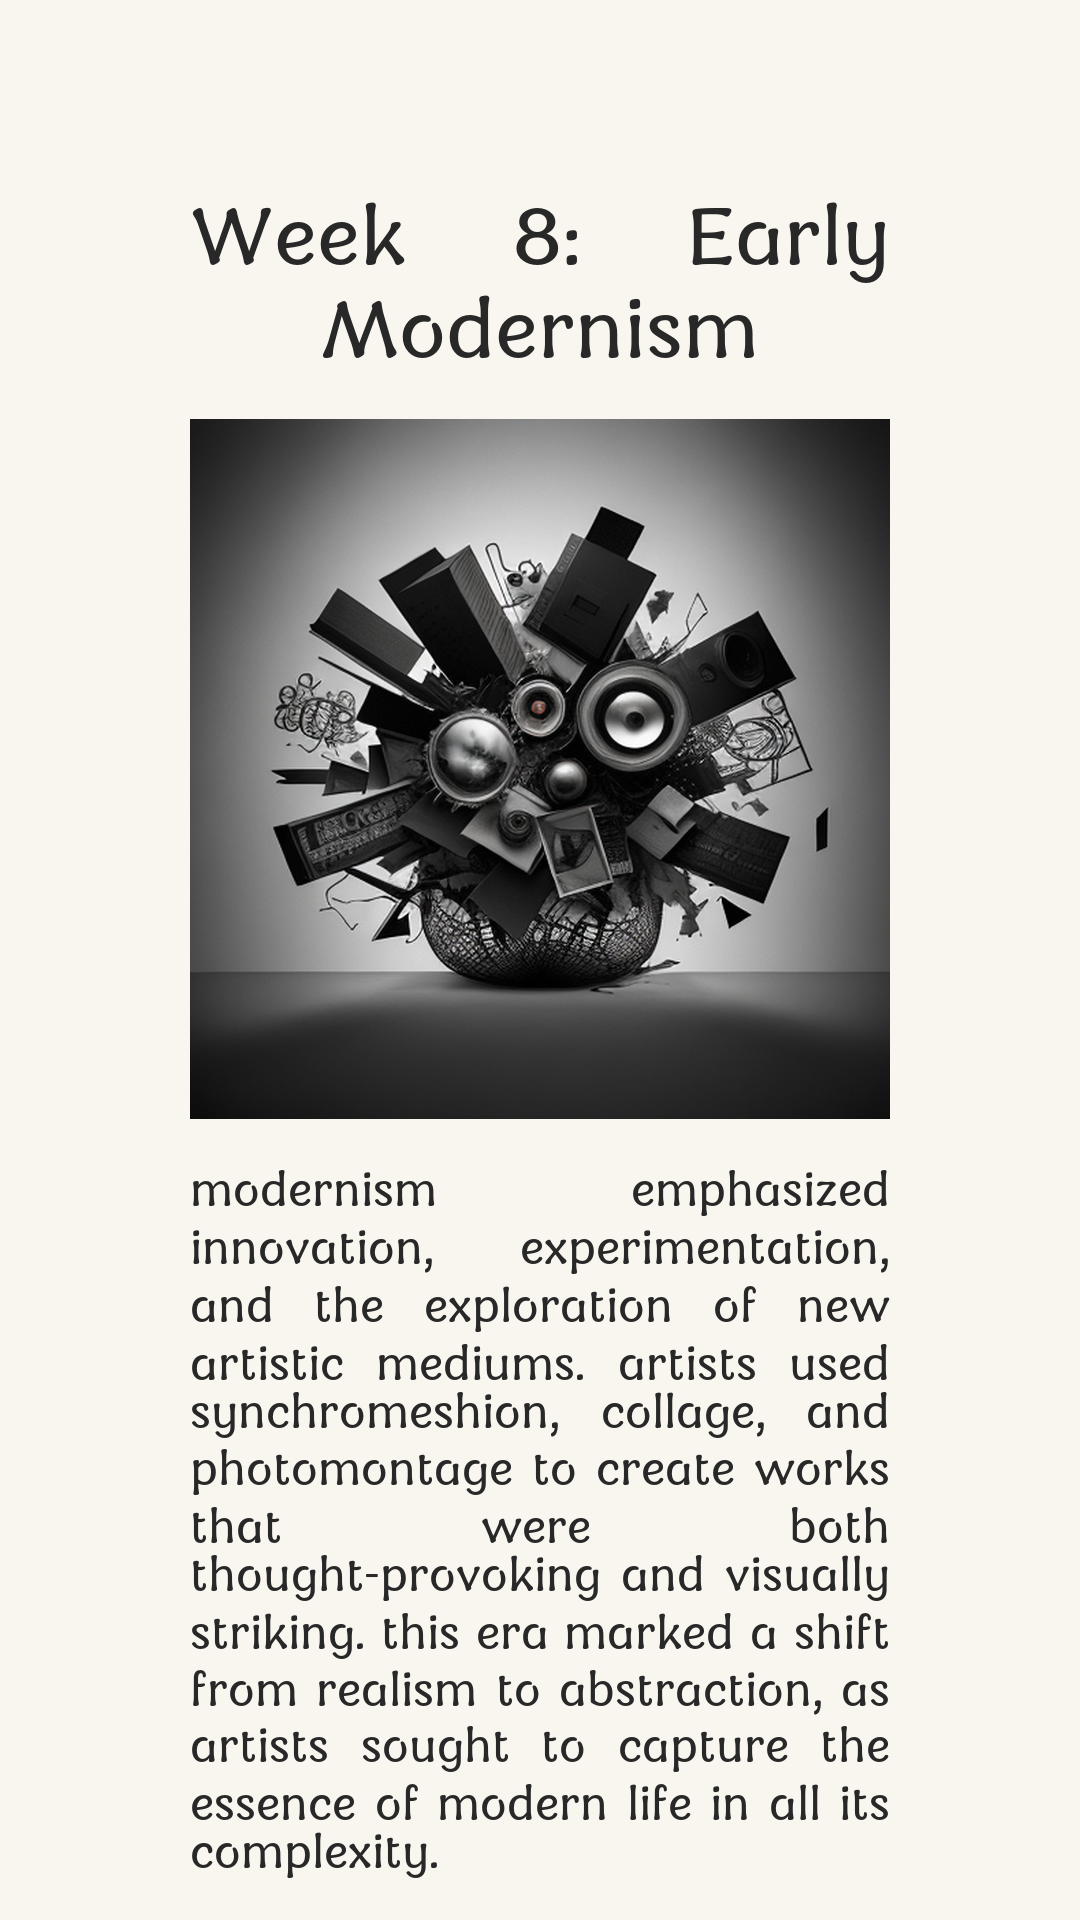 Week 8: Early
Modernism
modernism emphasized
innovation, experimentation,
and the exploration of new
artistic mediums. artists used
synchromeshion, collage, and
photomontage to create works
that were both
thought-provoking and visually
striking. this era marked a shift
from realism to abstraction, as
artists sought to capture the
essence of modern life in all its
complexity.